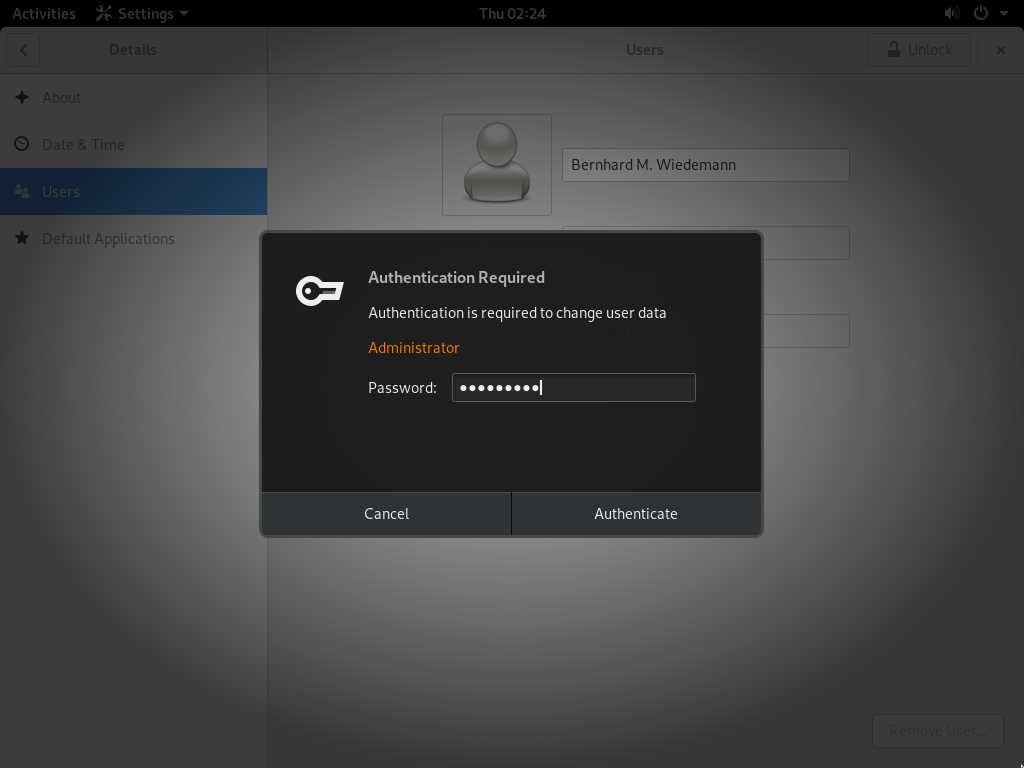 Activities Settings Thu 02:24
Details Users Unlock
About
Date & Time
Users
Default Applications
Bernhard M. Wiedemann
Authentication Required
Authentication is required to change user data
Administrator
Password: ●●●●●●●●●
Cancel Authenticate
Remove User…